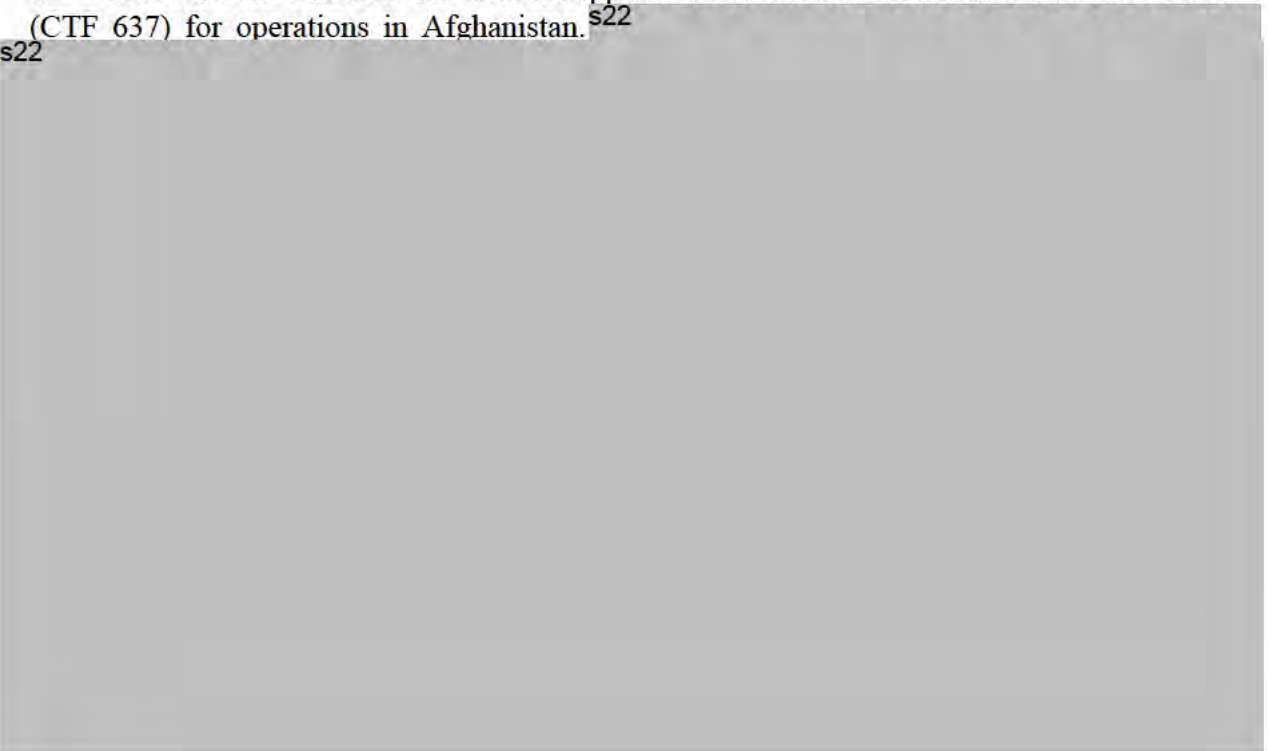 (CTF 637) for operations in Afghanistan. s22
s22